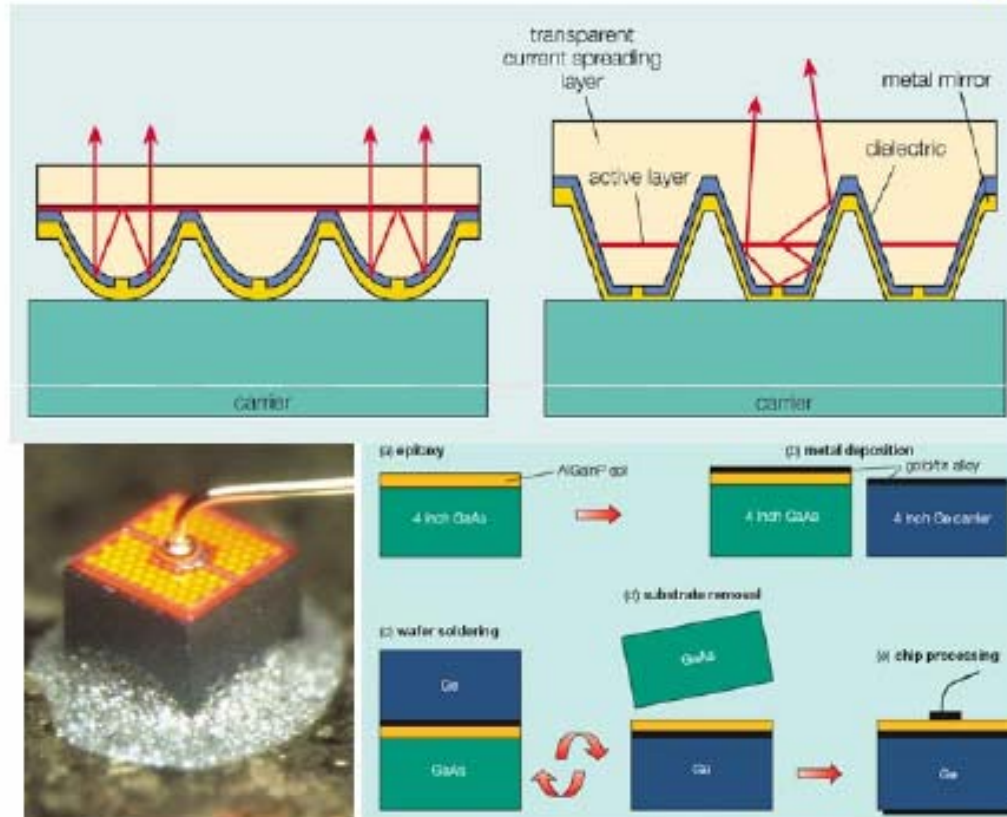 transparent
current spreading
layer
metal mirror
dielectric
active layer
carrier
carrier
(a) epitaxy
AlGaInP epi
4 inch GaAs
(b) metal deposition
gold/tin alloy
4 inch GaAs
4 inch Ge carrier
(c) wafer soldering
Ge
GaAs
(d) substrate removal
GaAs
Ge
(e) chip processing
Ge